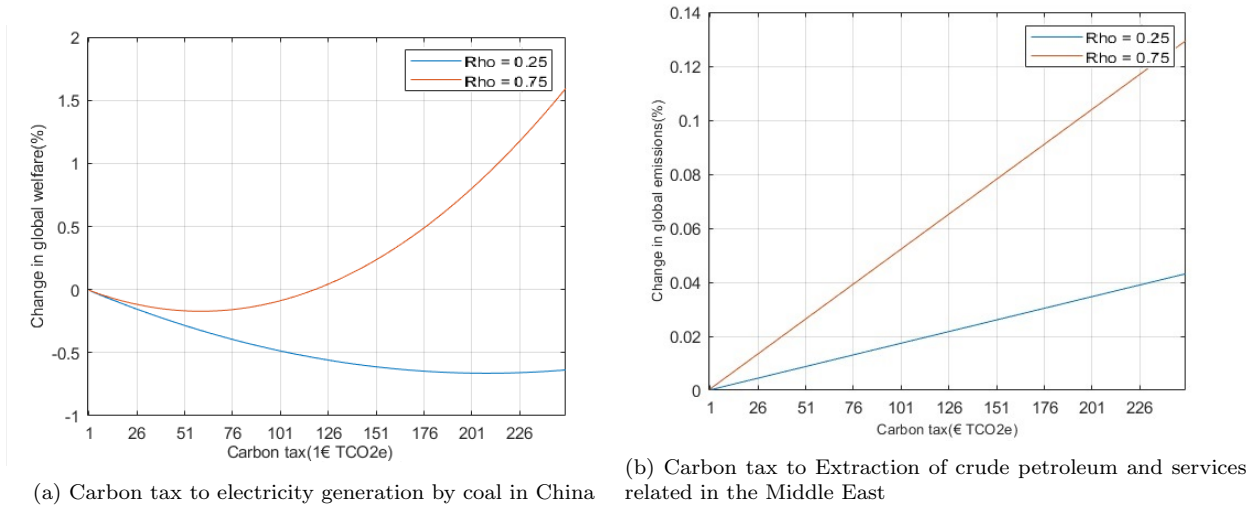 2
1.5
1
0.5
0
-0.5
-1
Change in global welfare(%)
Rho = 0.25
Rho = 0.75
1 26 51 76 101 126 151 176 201 226
Carbon tax(1€ TCO2e)
(a) Carbon tax to electricity generation by coal in China
0.14
0.12
0.1
0.08
0.06
0.04
0.02
0
Change in global emissions(%)
Rho = 0.25
Rho = 0.75
1 26 51 76 101 126 151 176 201 226
Carbon tax(€ TCO2e)
(b) Carbon tax to Extraction of crude petroleum and services
related in the Middle East